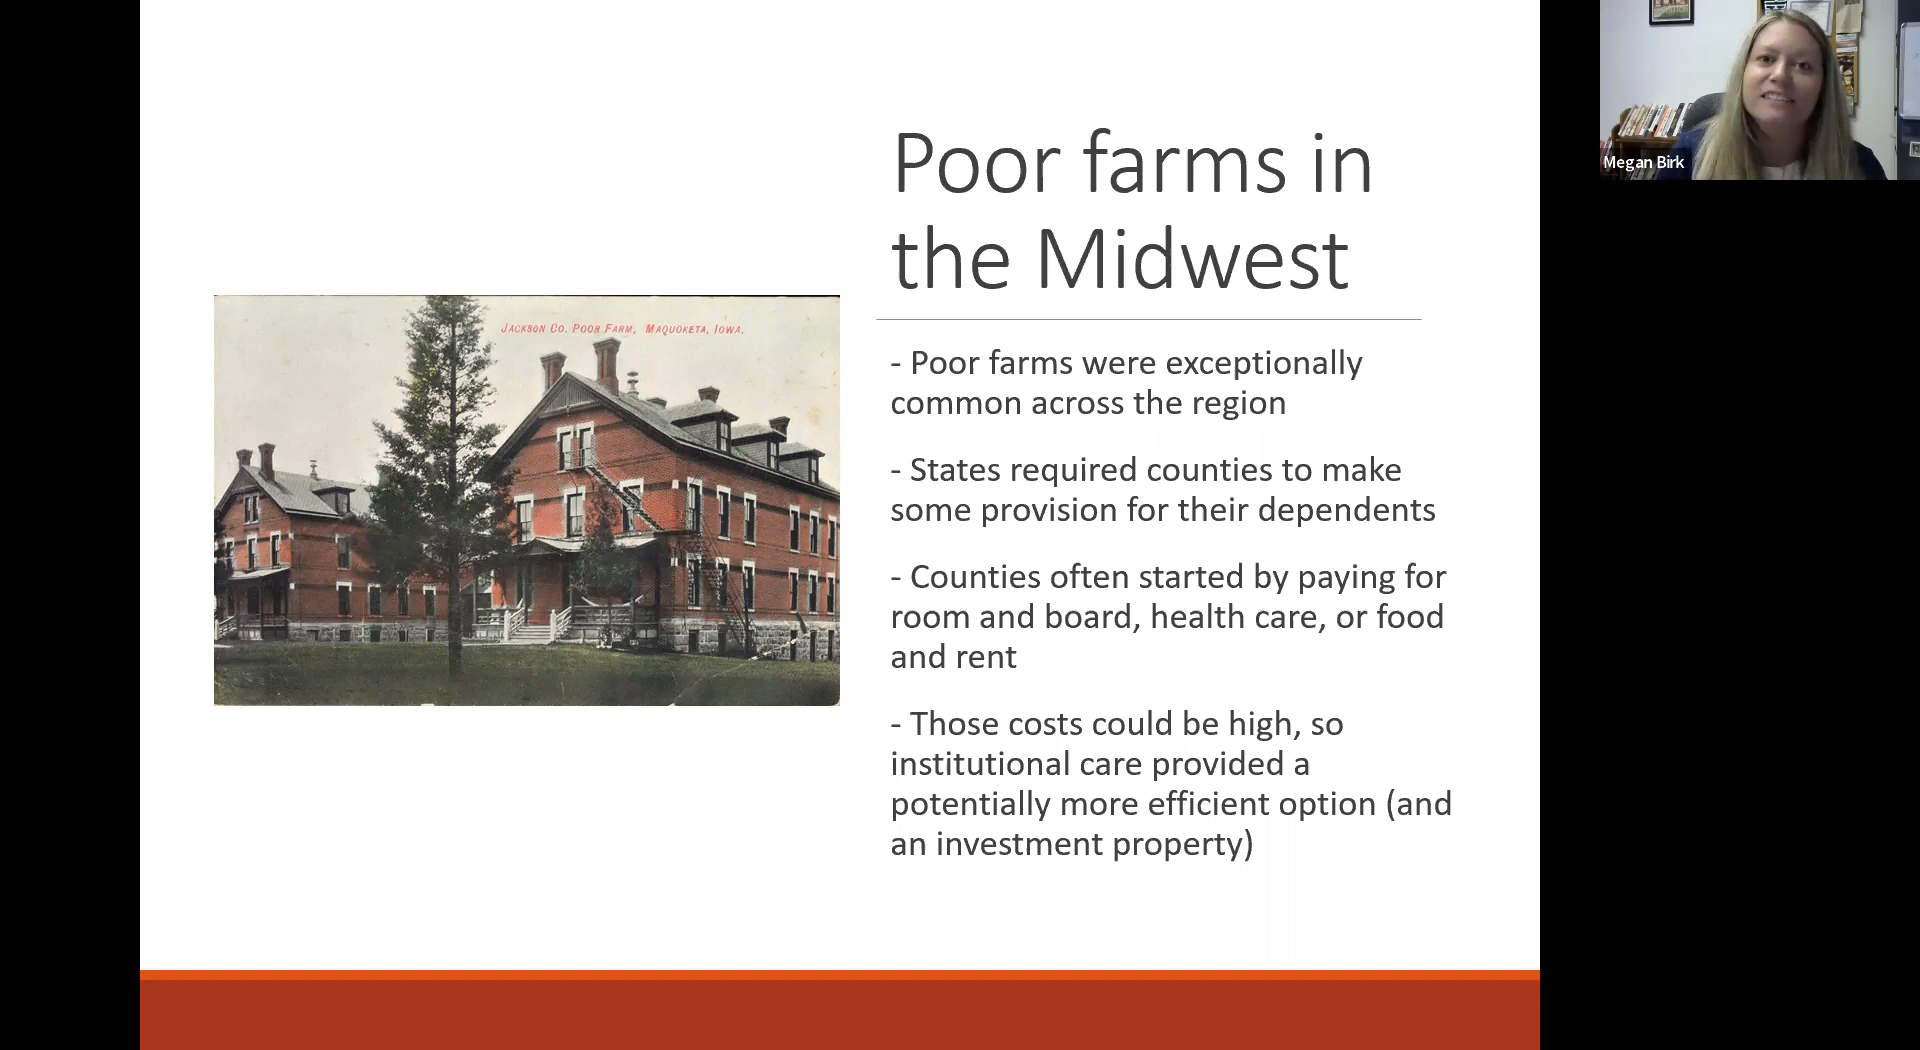 Poor farms in
the Midwest
JACKSON CO. POOR FARM, MAQUOKETA, IOWA.
- Poor farms were exceptionally
common across the region
- States required counties to make
some provision for their dependents
- Counties often started by paying for
room and board, health care, or food
and rent
- Those costs could be high, so
institutional care provided a
potentially more efficient option (and
an investment property)
Megan Birk